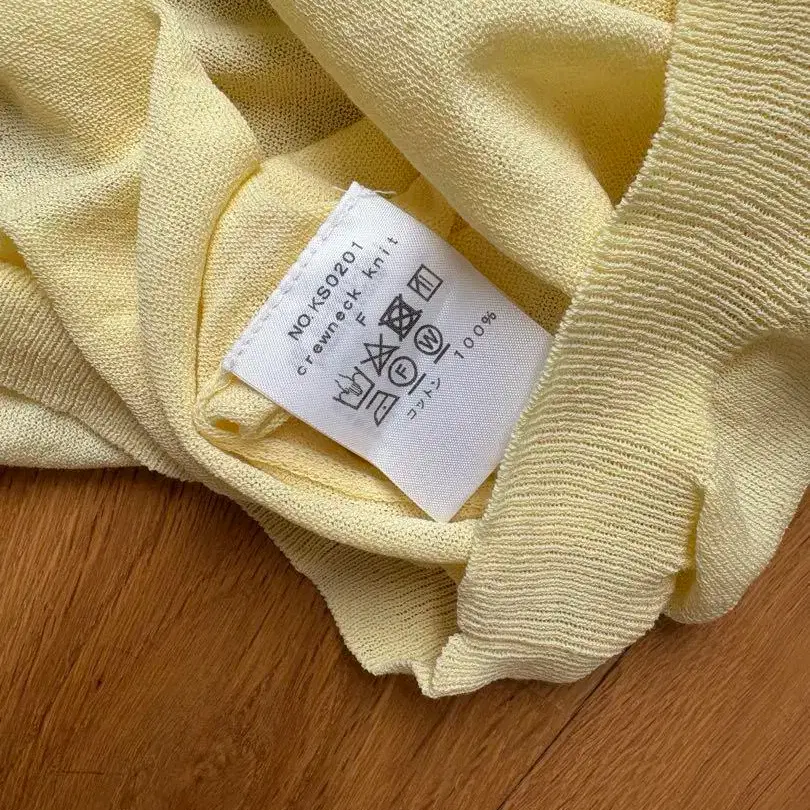 NO.KS0201
crewneck knit
F
F W
コットン 100%